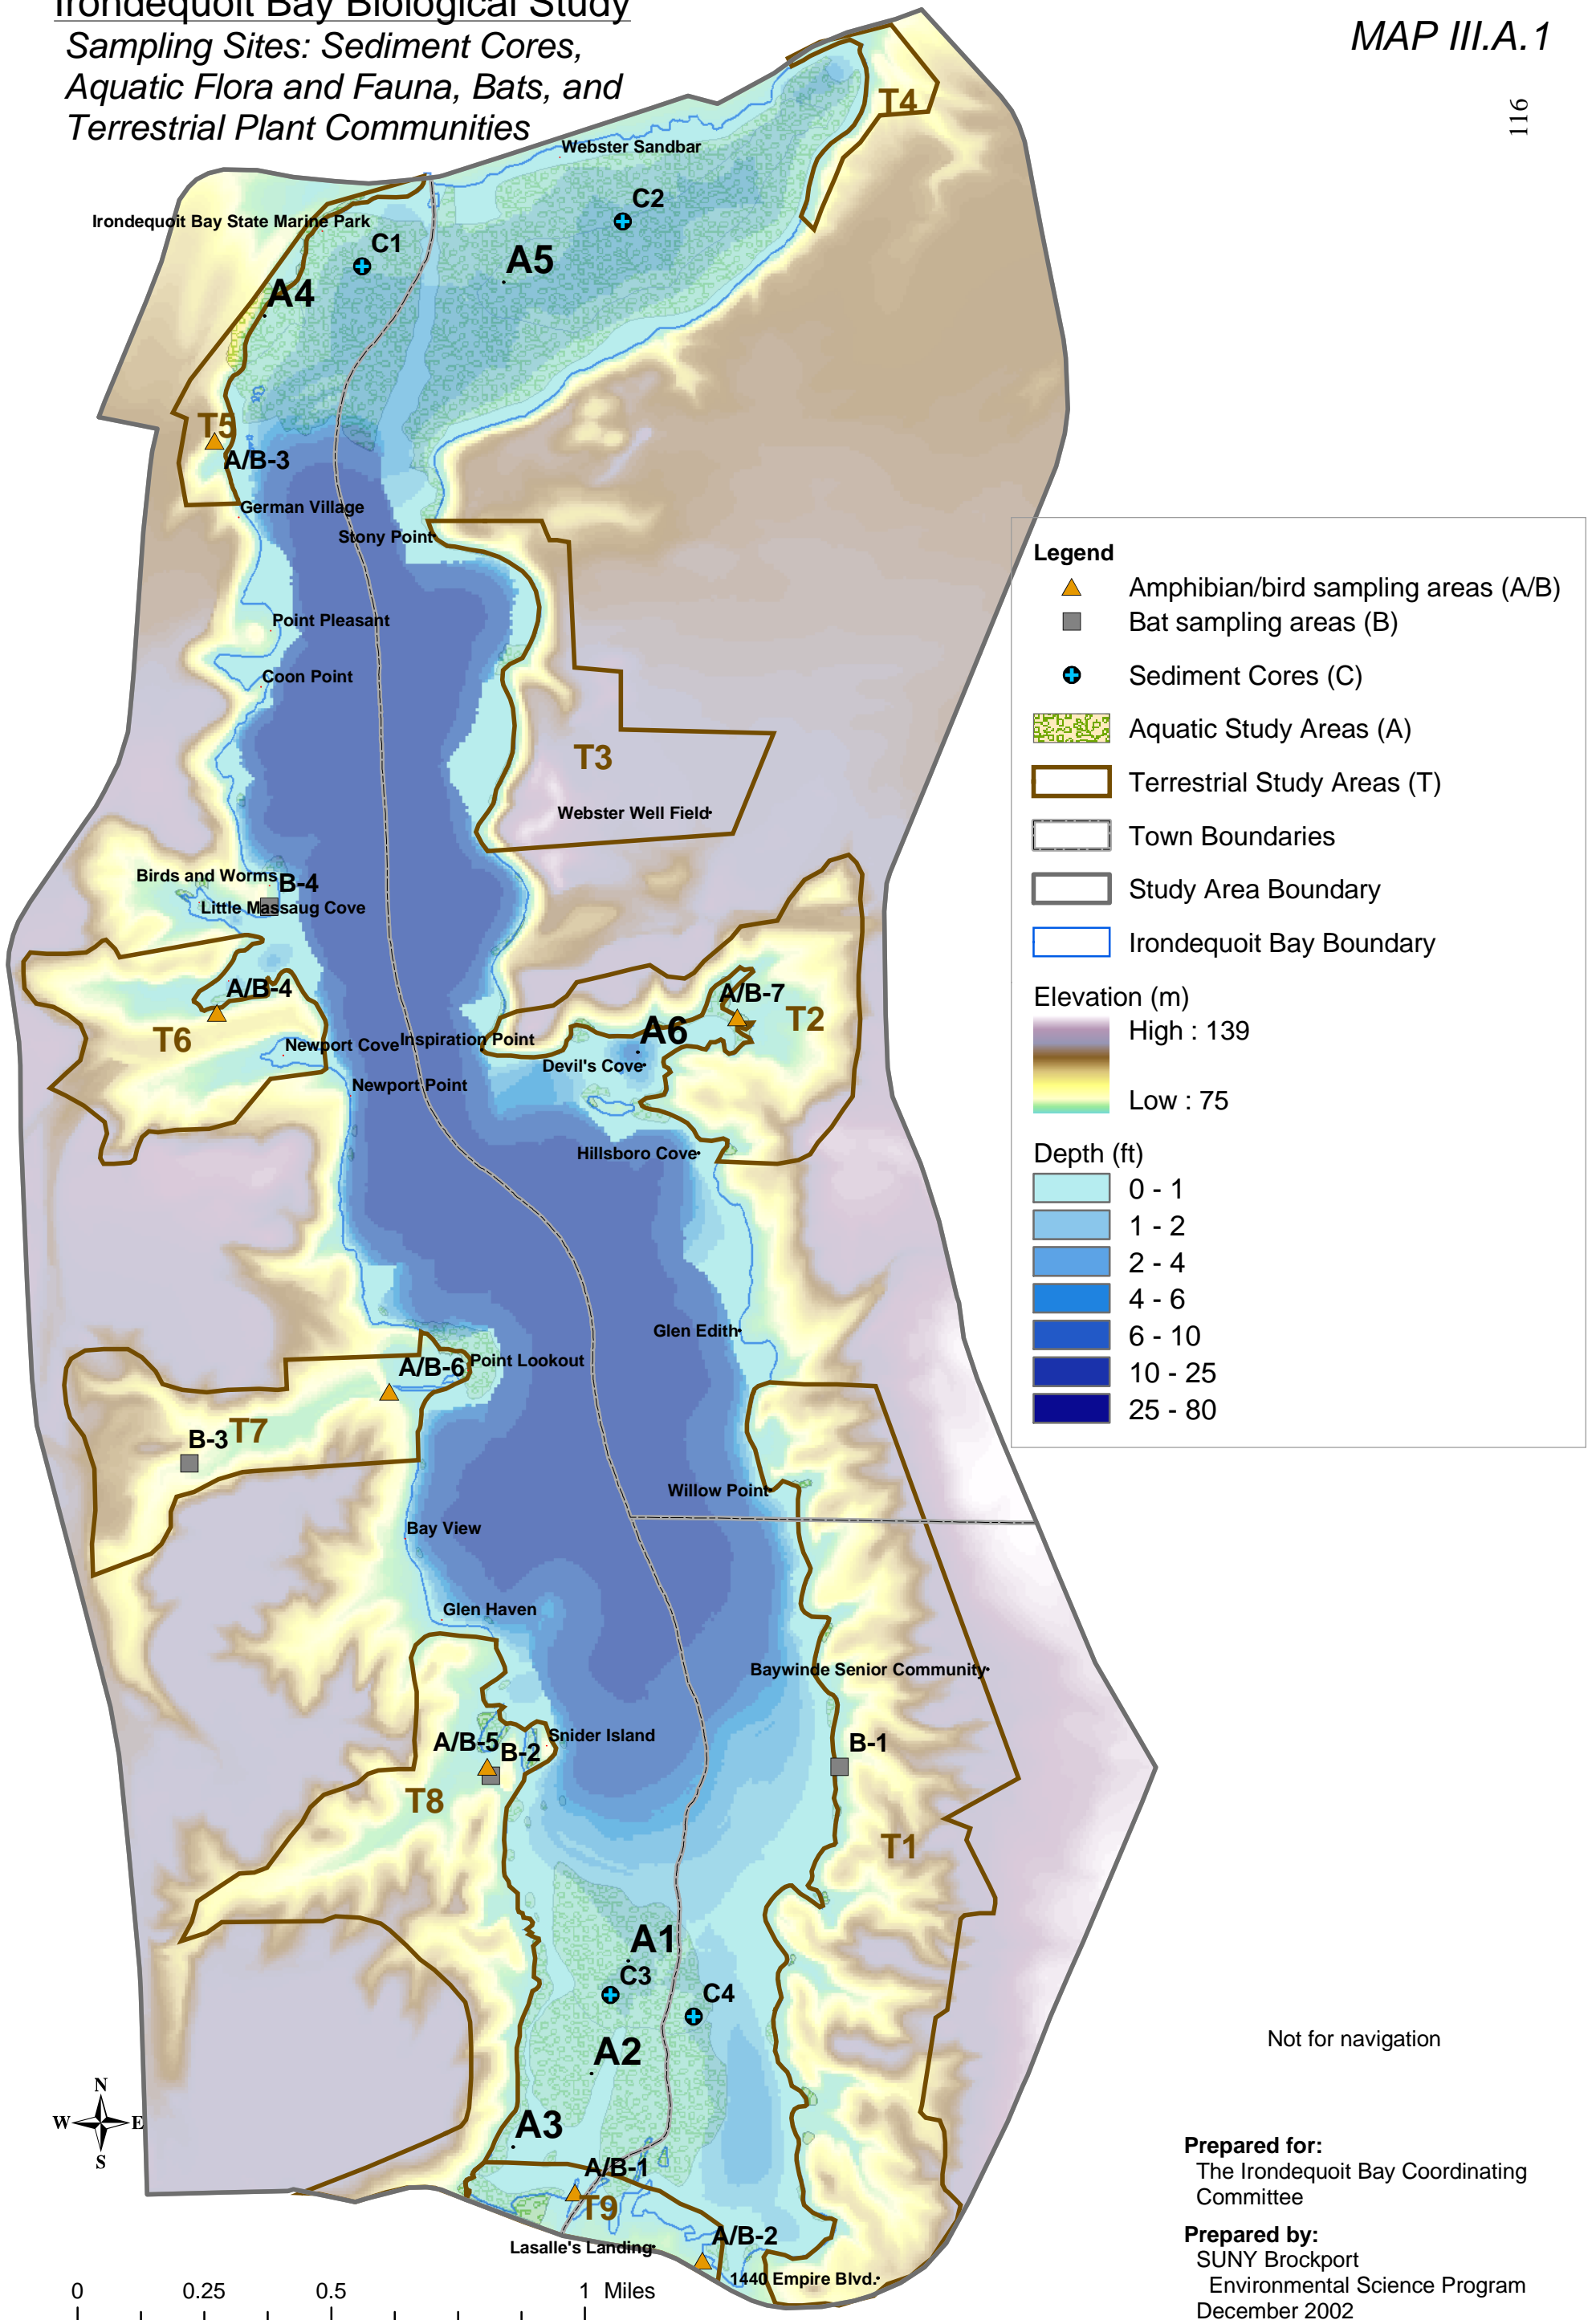 Irondequoit Bay Biological Study
Sampling Sites: Sediment Cores,
Aquatic Flora and Fauna, Bats, and
Terrestrial Plant Communities
MAP III.A.1
116
T4
Webster Sandbar
C2
Irondequoit Bay State Marine Park
C1
A5
A4
T5
A/B-3
German Village
Stony Point
Point Pleasant
Coon Point
T3
Webster Well Field
Birds and Worms
B-4
Little Massaug Cove
A/B-4
A/B-7
T6
T2
A6
Newport Cove
Inspiration Point
Devil's Cove
Newport Point
Hillsboro Cove
Glen Edith
A/B-6
Point Lookout
B-3
T7
Willow Point
Bay View
Glen Haven
Baywinde Senior Community
Snider Island
A/B-5
B-2
B-1
T8
T1
A1
C3
C4
A2
A3
A/B-1
T9
A/B-2
Lasalle's Landing
1440 Empire Blvd.
Legend
Amphibian/bird sampling areas (A/B)
Bat sampling areas (B)
Sediment Cores (C)
Aquatic Study Areas (A)
Terrestrial Study Areas (T)
Town Boundaries
Study Area Boundary
Irondequoit Bay Boundary
Elevation (m)
High : 139
Low : 75
Depth (ft)
0 - 1
1 - 2
2 - 4
4 - 6
6 - 10
10 - 25
25 - 80
Not for navigation
N
W E
S
Prepared for:
The Irondequoit Bay Coordinating
Committee
Prepared by:
SUNY Brockport
Environmental Science Program
December 2002
0 0.25 0.5 1 Miles